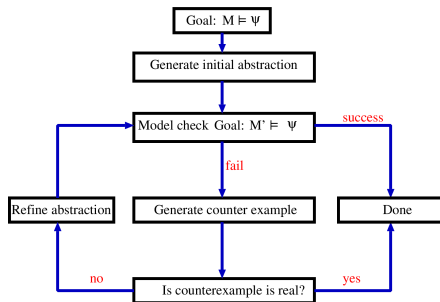 Goal: M ⊨ Ψ
Generate initial abstraction
Model check Goal: M' ⊨ Ψ
success
fail
Refine abstraction
Generate counter example
Done
no
Is counterexample is real?
yes